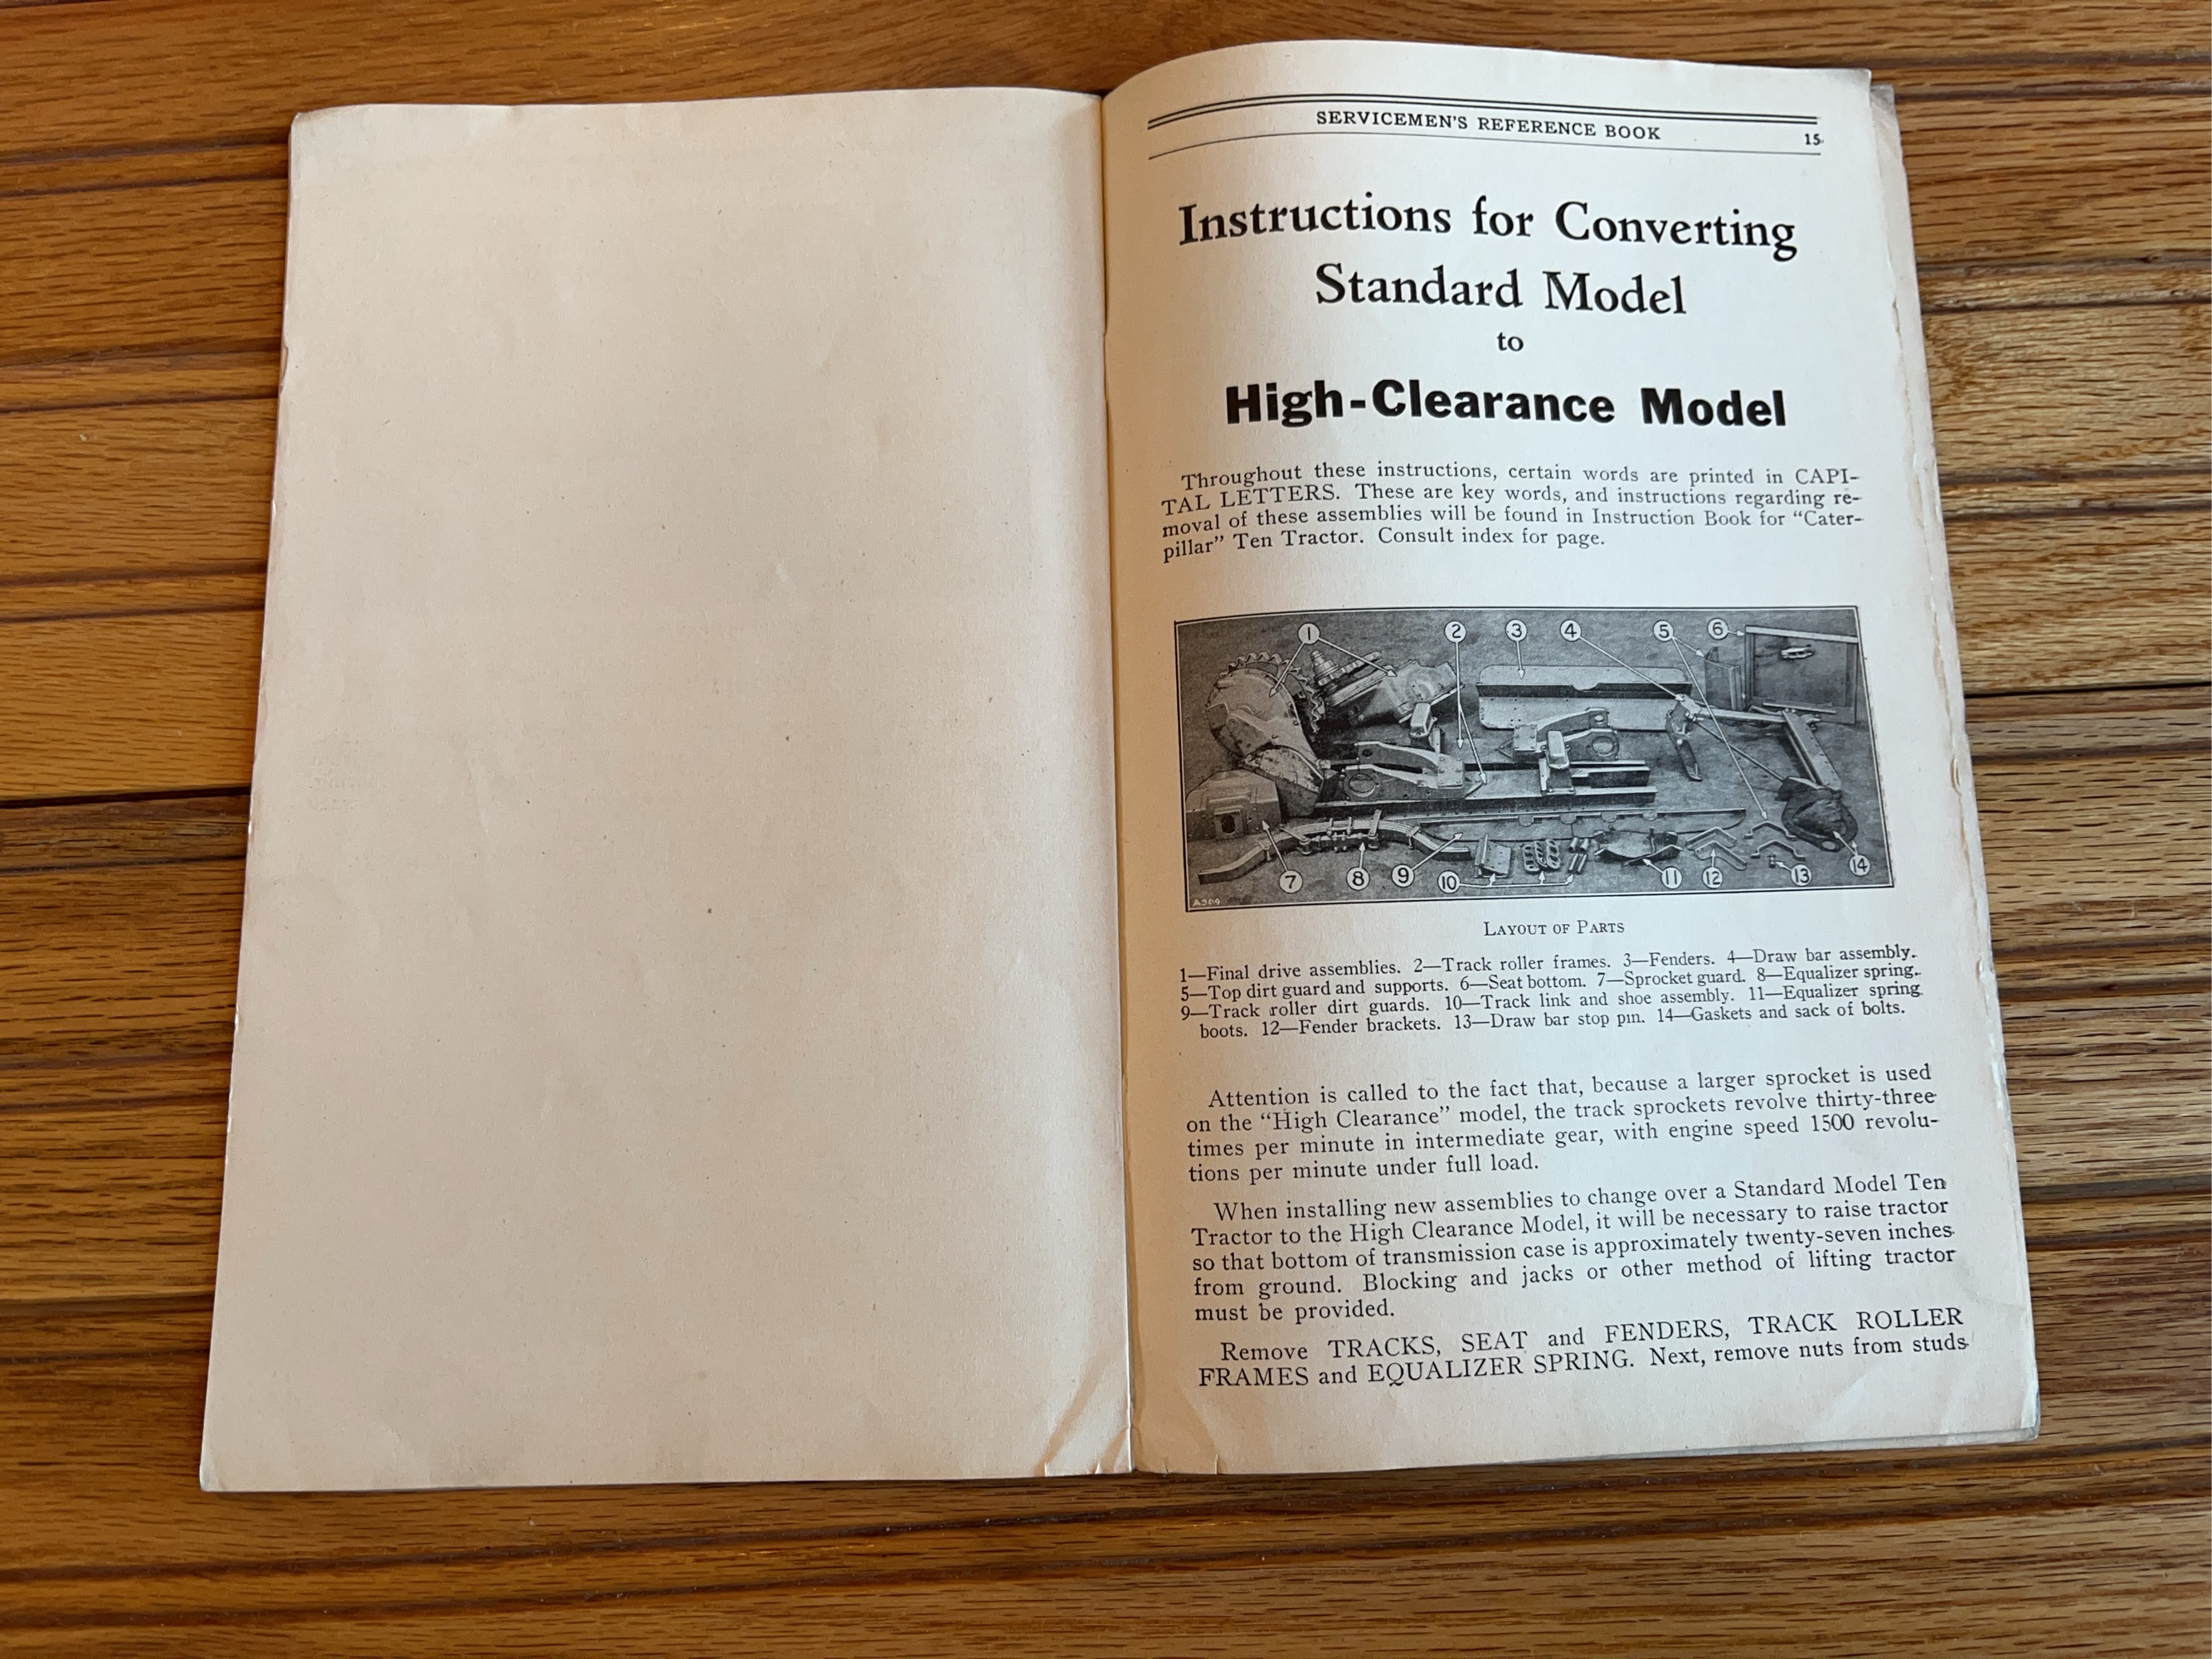 SERVICEMEN'S REFERENCE BOOK 15
Instructions for Converting
Standard Model
to
High-Clearance Model
Throughout these instructions, certain words are printed in CAPI-
TAL LETTERS. These are key words, and instructions regarding re-
moval of these assemblies will be found in Instruction Book for "Cater-
pillar" Ten Tractor. Consult index for page.
1 2 3 4 5 6
7 8 9 10 11 12 13 14
A509
LAYOUT OF PARTS
1—Final drive assemblies. 2—Track roller frames. 3—Fenders. 4—Draw bar assembly.
5—Top dirt guard and supports. 6—Seat bottom. 7—Sprocket guard. 8—Equalizer spring.
9—Track roller dirt guards. 10—Track link and shoe assembly. 11—Equalizer spring
boots. 12—Fender brackets. 13—Draw bar stop pin. 14—Gaskets and sack of bolts.
Attention is called to the fact that, because a larger sprocket is used
on the "High Clearance" model, the track sprockets revolve thirty-three
times per minute in intermediate gear, with engine speed 1500 revolu-
tions per minute under full load.
When installing new assemblies to change over a Standard Model Ten
Tractor to the High Clearance Model, it will be necessary to raise tractor
so that bottom of transmission case is approximately twenty-seven inches
from ground. Blocking and jacks or other method of lifting tractor
must be provided.
Remove TRACKS, SEAT and FENDERS, TRACK ROLLER
FRAMES and EQUALIZER SPRING. Next, remove nuts from studs